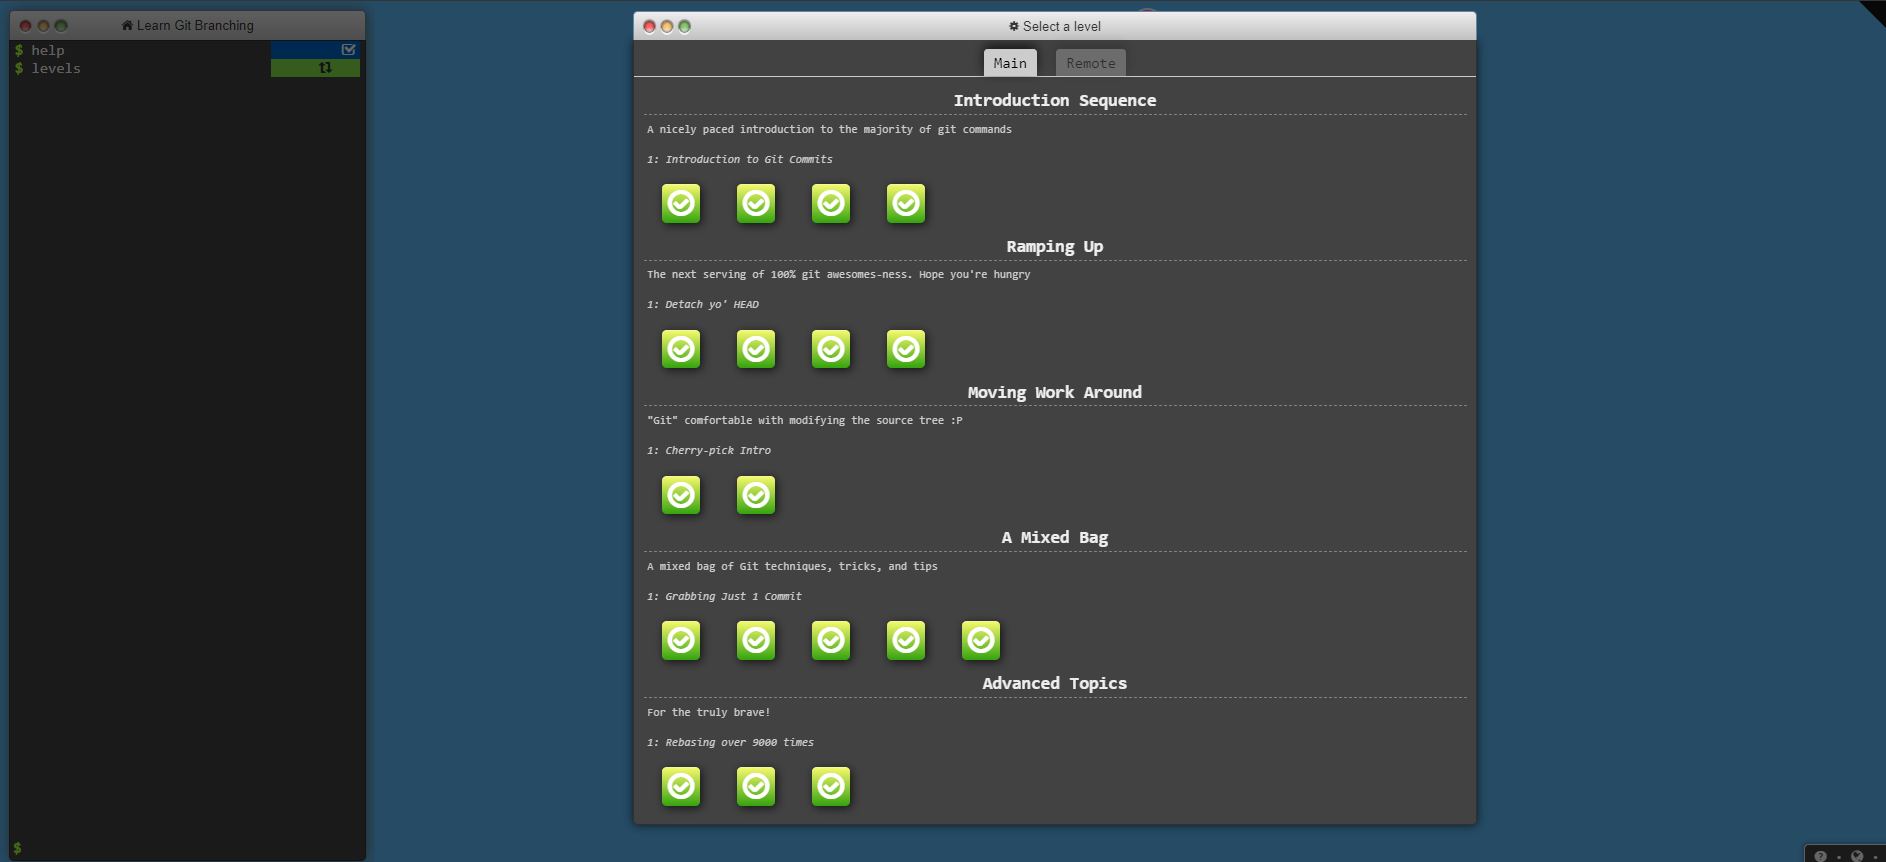 Learn Git Branching
$ help
$ levels
$
Select a level
Main Remote
Introduction Sequence
A nicely paced introduction to the majority of git commands
1: Introduction to Git Commits
Ramping Up
The next serving of 100% git awesomes-ness. Hope you're hungry
1: Detach yo' HEAD
Moving Work Around
"Git" comfortable with modifying the source tree :P
1: Cherry-pick Intro
A Mixed Bag
A mixed bag of Git techniques, tricks, and tips
1: Grabbing Just 1 Commit
Advanced Topics
For the truly brave!
1: Rebasing over 9000 times